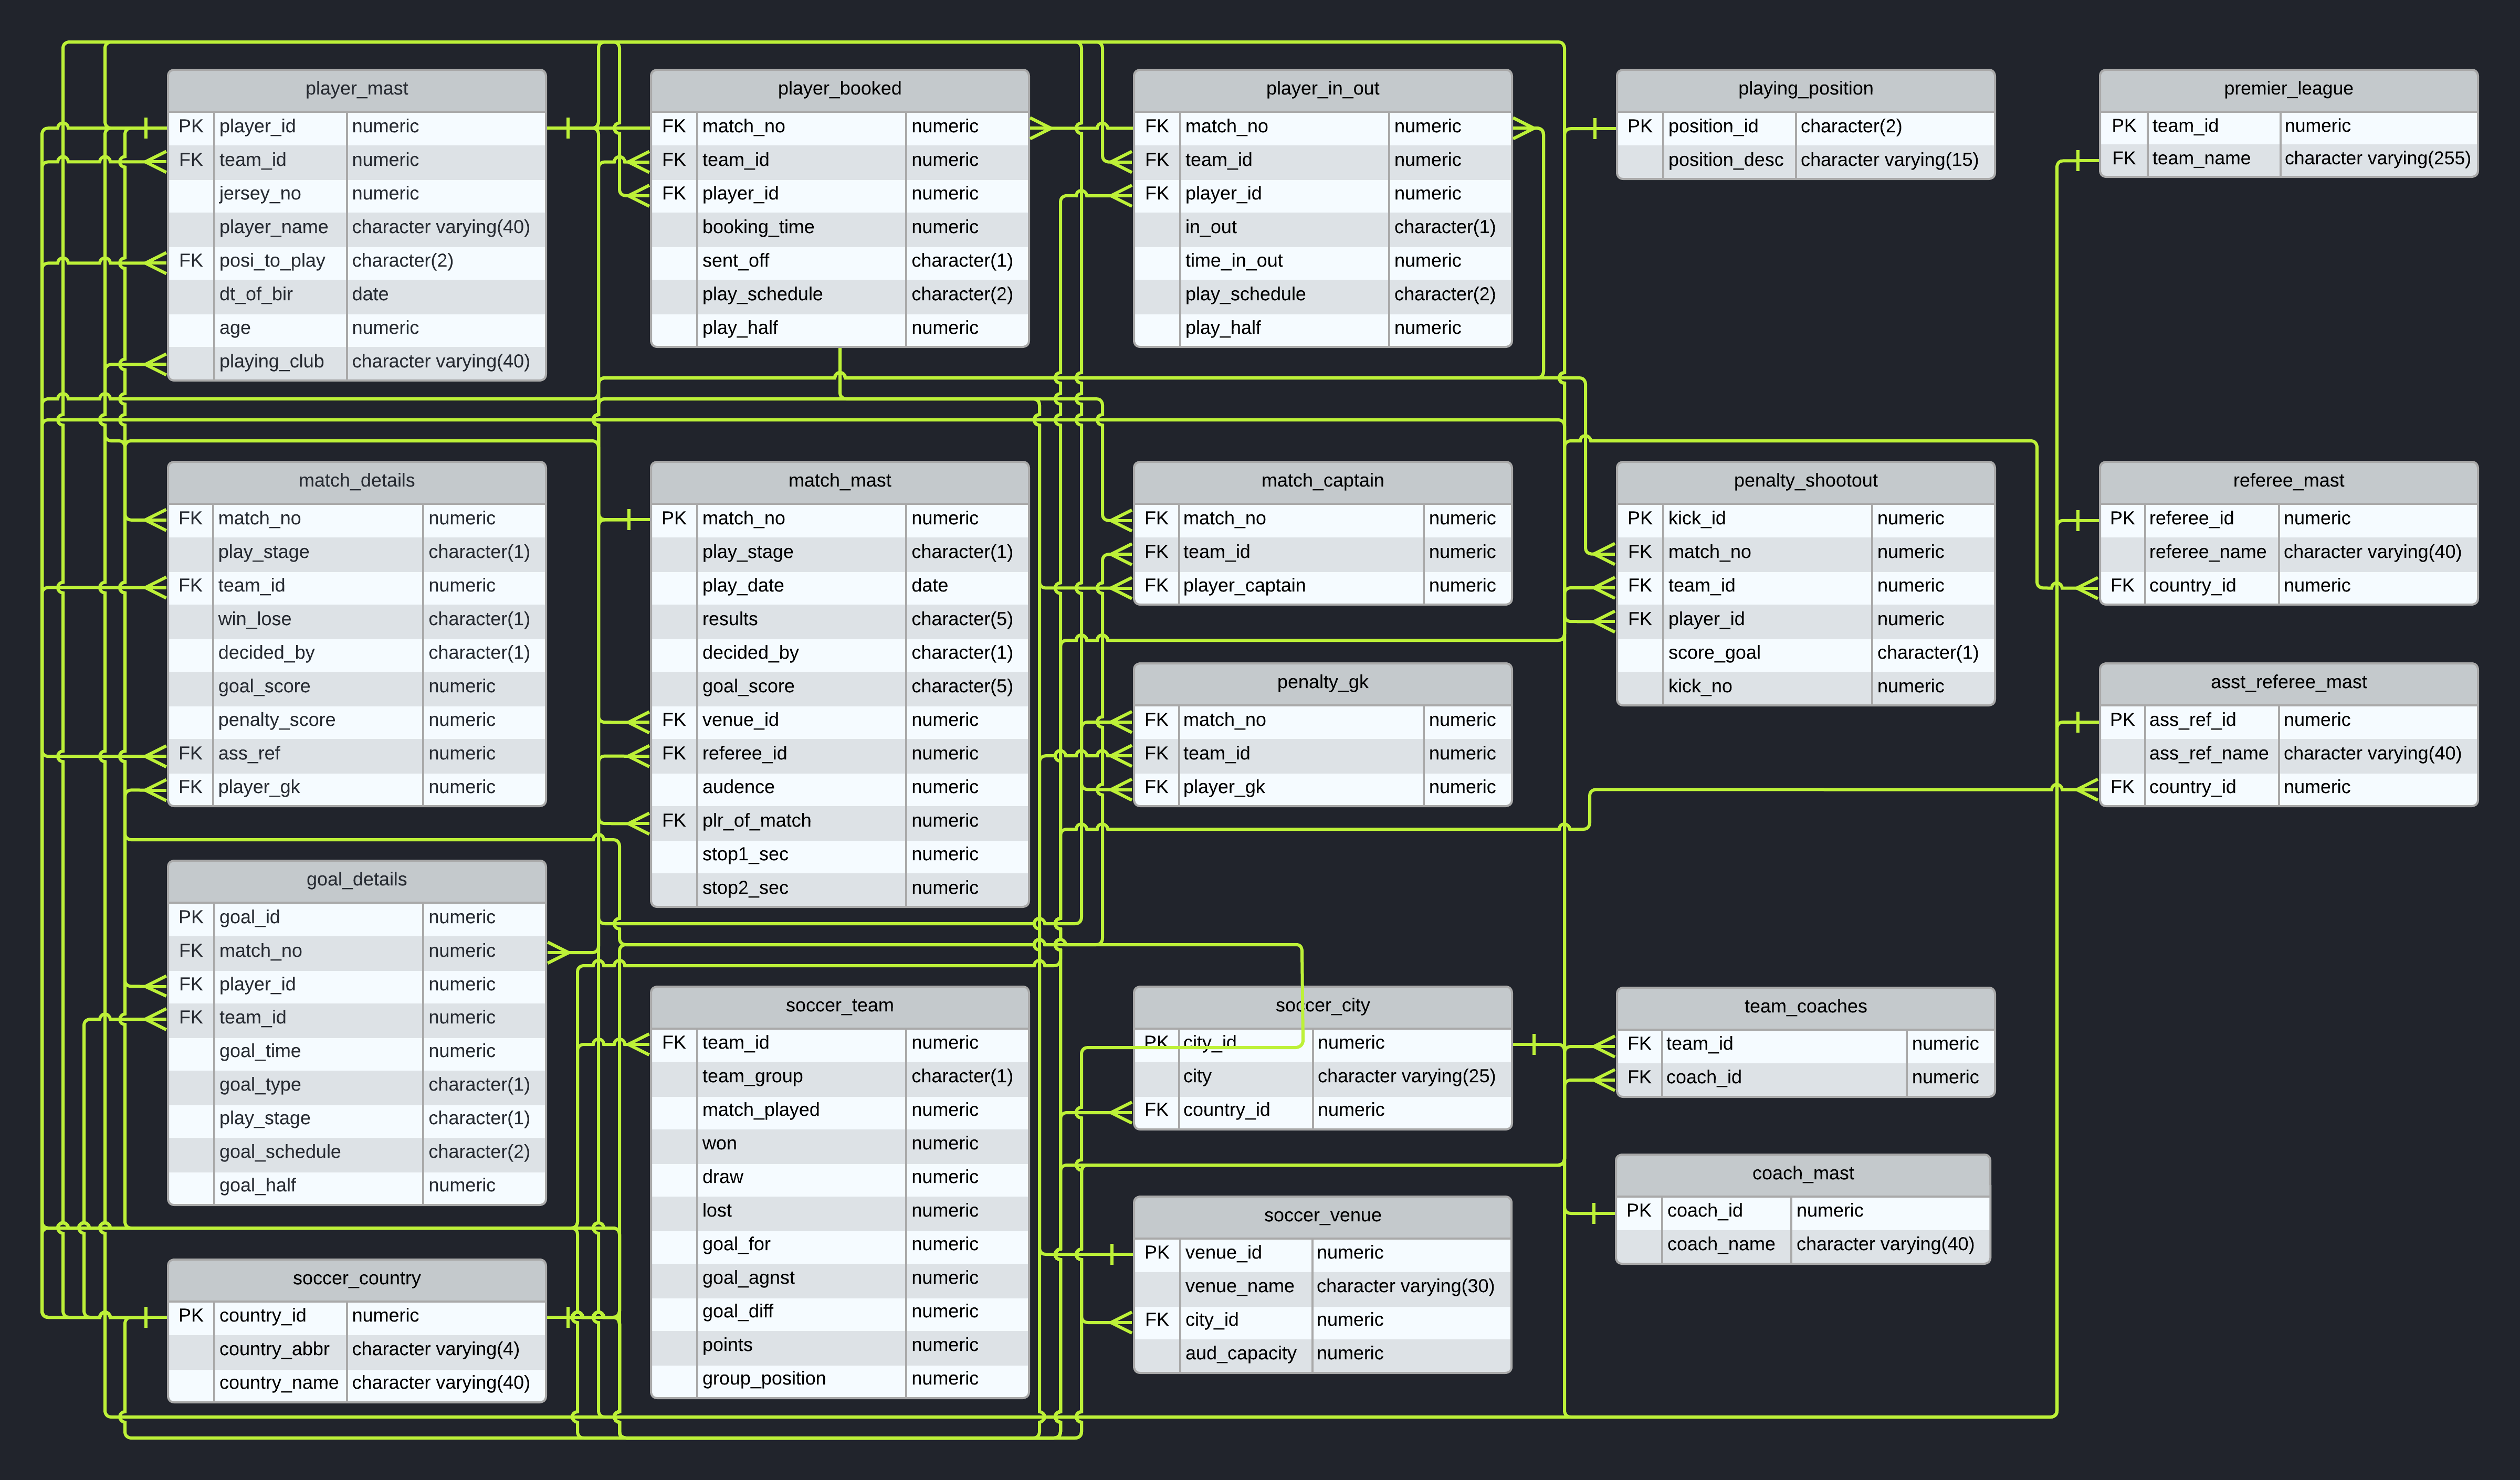 player_mast
PK player_id numeric
FK team_id numeric
jersey_no numeric
player_name character varying(40)
FK posi_to_play character(2)
dt_of_bir date
age numeric
playing_club character varying(40)
player_booked
FK match_no numeric
FK team_id numeric
FK player_id numeric
booking_time numeric
sent_off character(1)
play_schedule character(2)
play_half numeric
player_in_out
FK match_no numeric
FK team_id numeric
FK player_id numeric
in_out character(1)
time_in_out numeric
play_schedule character(2)
play_half numeric
playing_position
PK position_id character(2)
position_desc character varying(15)
premier_league
PK team_id numeric
FK team_name character varying(255)
match_details
FK match_no numeric
play_stage character(1)
FK team_id numeric
win_lose character(1)
decided_by character(1)
goal_score numeric
penalty_score numeric
FK ass_ref numeric
FK player_gk numeric
match_mast
PK match_no numeric
play_stage character(1)
play_date date
results character(5)
decided_by character(1)
goal_score character(5)
FK venue_id numeric
FK referee_id numeric
audence numeric
FK plr_of_match numeric
stop1_sec numeric
stop2_sec numeric
match_captain
FK match_no numeric
FK team_id numeric
FK player_captain numeric
penalty_gk
FK match_no numeric
FK team_id numeric
FK player_gk numeric
penalty_shootout
PK kick_id numeric
FK match_no numeric
FK team_id numeric
FK player_id numeric
score_goal character(1)
kick_no numeric
referee_mast
PK referee_id numeric
referee_name character varying(40)
FK country_id numeric
asst_referee_mast
PK ass_ref_id numeric
ass_ref_name character varying(40)
FK country_id numeric
goal_details
PK goal_id numeric
FK match_no numeric
FK player_id numeric
FK team_id numeric
goal_time numeric
goal_type character(1)
play_stage character(1)
goal_schedule character(2)
goal_half numeric
soccer_team
FK team_id numeric
team_group character(1)
match_played numeric
won numeric
draw numeric
lost numeric
goal_for numeric
goal_agnst numeric
goal_diff numeric
points numeric
group_position numeric
soccer_city
PK city_id numeric
city character varying(25)
FK country_id numeric
team_coaches
FK team_id numeric
FK coach_id numeric
coach_mast
PK coach_id numeric
coach_name character varying(40)
soccer_venue
PK venue_id numeric
venue_name character varying(30)
FK city_id numeric
aud_capacity numeric
soccer_country
PK country_id numeric
country_abbr character varying(4)
country_name character varying(40)